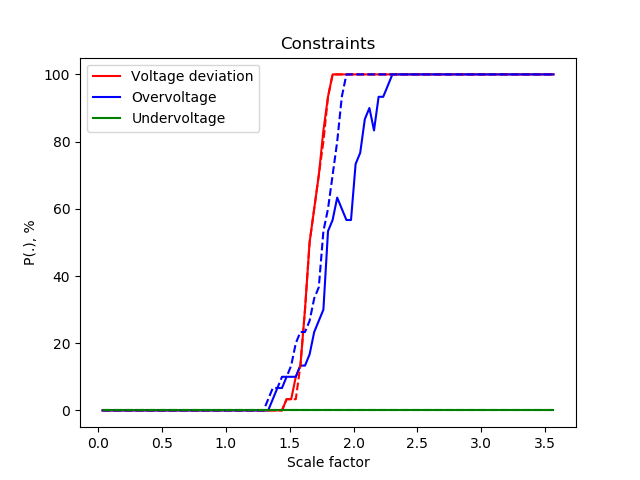 Constraints
Voltage deviation
Overvoltage
Undervoltage
P(.), %
100
80
60
40
20
0
0.0 0.5 1.0 1.5 2.0 2.5 3.0 3.5
Scale factor